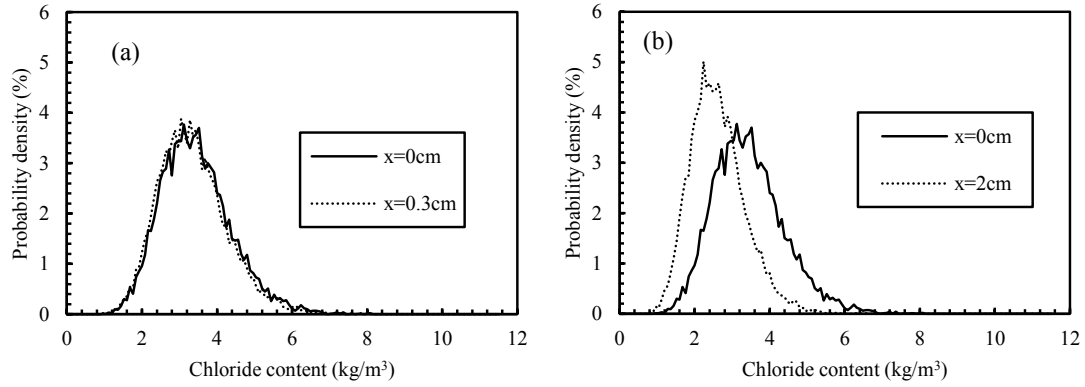 (a)
Probability density (%)
6
5
4
3
2
1
0
x=0cm
x=0.3cm
0 2 4 6 8 10 12
Chloride content (kg/m³)
(b)
Probability density (%)
6
5
4
3
2
1
0
x=0cm
x=2cm
0 2 4 6 8 10 12
Chloride content (kg/m³)